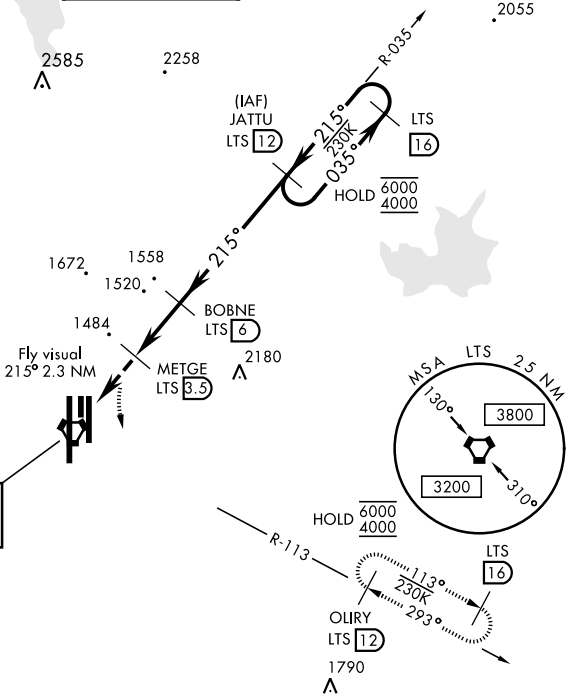 2055
2585
2258
R-035
(IAF)
JATTU
LTS 12
215°
230K
035°
LTS
16
HOLD 6000
4000
215°
1672
1558
1520
BOBNE
LTS 6
1484
Fly visual
215° 2.3 NM
METGE
LTS 3.5
2180
MSA LTS 25 NM
130°
3800
3200
310°
HOLD 6000
4000
R-113
113°
230K
293°
LTS
16
OLIRY
LTS 12
1790